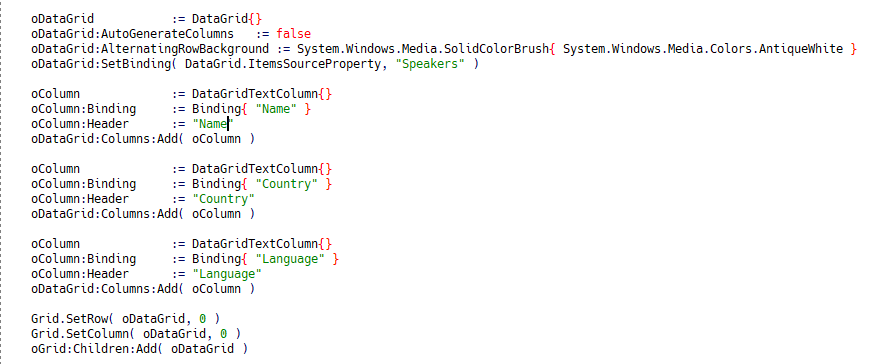 oDataGrid := DataGrid{}
oDataGrid:AutoGenerateColumns := false
oDataGrid:AlternatingRowBackground := System.Windows.Media.SolidColorBrush{ System.Windows.Media.Colors.AntiqueWhite }
oDataGrid:SetBinding( DataGrid.ItemsSourceProperty, "Speakers" )
oColumn := DataGridTextColumn{}
oColumn:Binding := Binding{ "Name" }
oColumn:Header := "Name"
oDataGrid:Columns:Add( oColumn )
oColumn := DataGridTextColumn{}
oColumn:Binding := Binding{ "Country" }
oColumn:Header := "Country"
oDataGrid:Columns:Add( oColumn )
oColumn := DataGridTextColumn{}
oColumn:Binding := Binding{ "Language" }
oColumn:Header := "Language"
oDataGrid:Columns:Add( oColumn )
Grid.SetRow( oDataGrid, 0 )
Grid.SetColumn( oDataGrid, 0 )
oGrid:Children:Add( oDataGrid )